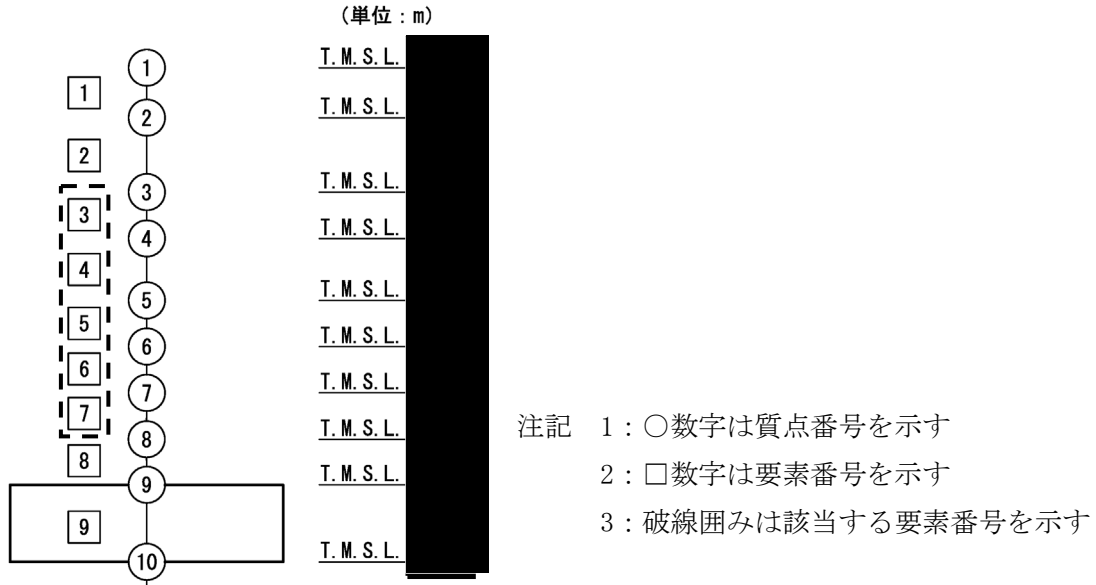 (単位:m)
① T.M.S.L.
1
② T.M.S.L.
2
③ T.M.S.L.
3
④ T.M.S.L.
4
⑤ T.M.S.L.
5
⑥ T.M.S.L.
6
⑦ T.M.S.L.
7
⑧ T.M.S.L.
8
⑨ T.M.S.L.
9
⑩ T.M.S.L.
注記 1:○数字は質点番号を示す
2:□数字は要素番号を示す
3:破線囲みは該当する要素番号を示す